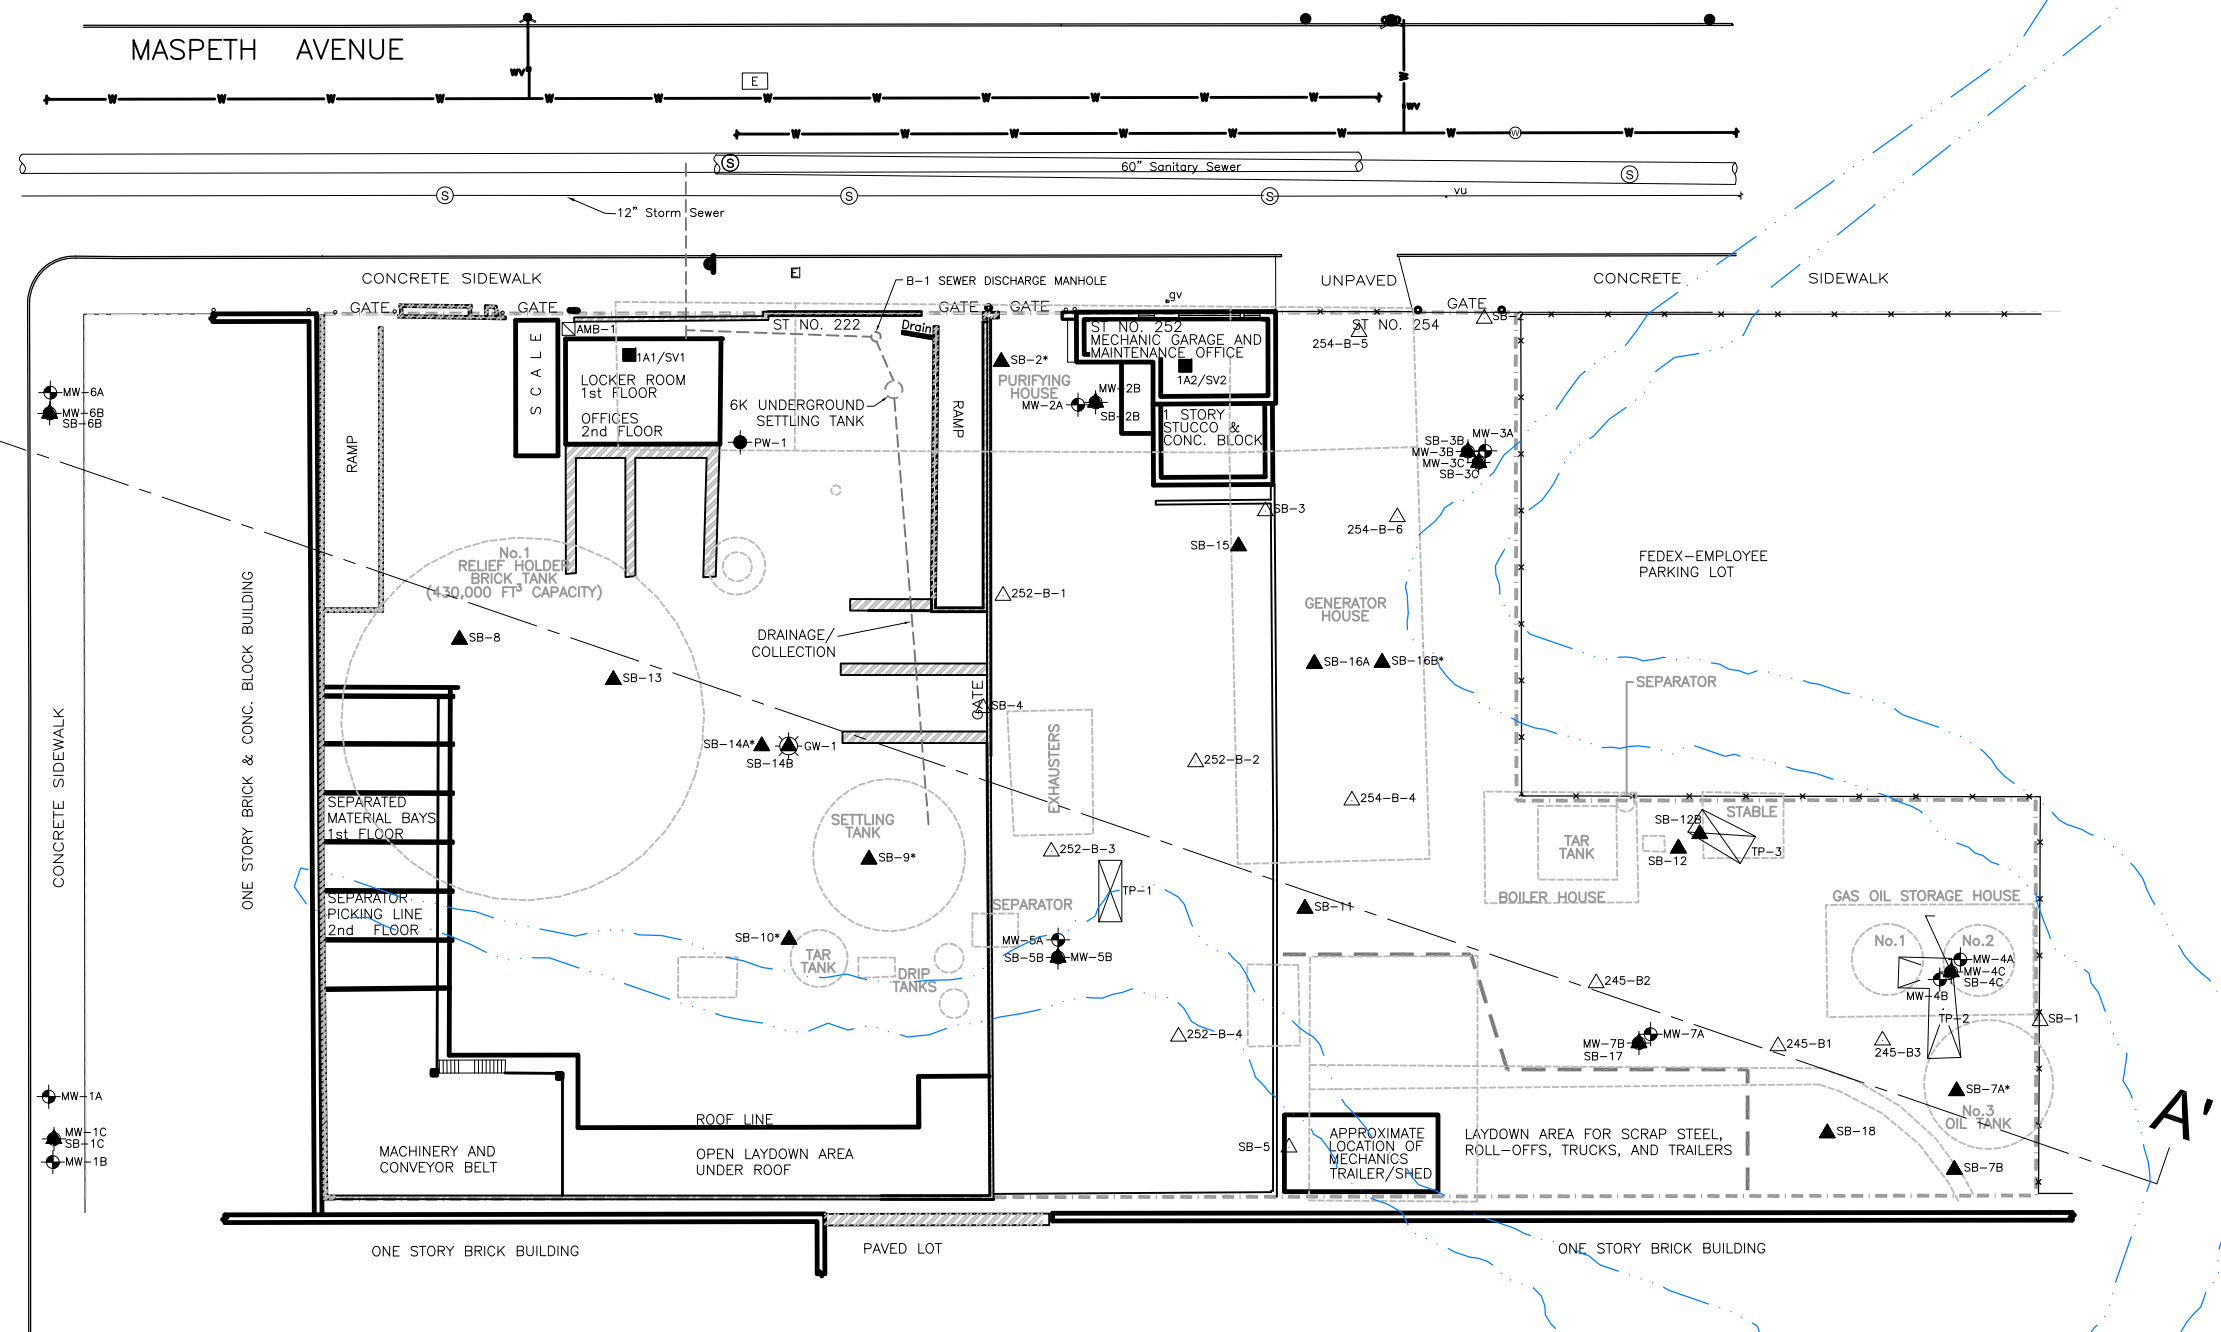 MASPETH AVENUE
WV
E
W W W W W W W W W W W W
W
WV
W W W W W W W W W
S
60" Sanitary Sewer
S
S
S
S
vu
12" Storm Sewer
CONCRETE SIDEWALK
E
B-1 SEWER DISCHARGE MANHOLE
UNPAVED
CONCRETE SIDEWALK
gv
GATE
GATE
GATE
GATE
GATE
AMB-1
ST NO. 222
Drain
ST NO. 252
MECHANIC GARAGE AND
MAINTENANCE OFFICE
ST NO. 254
254-B-5
SB-2
SCALE
1A1/SV1
LOCKER ROOM
1st FLOOR
OFFICES
2nd FLOOR
SB-2*
PURIFYING
HOUSE
1A2/SV2
MW-6A
MW-6B
SB-6B
6K UNDERGROUND
SETTLING TANK
RAMP
MW-2A
MW-2B
SB-2B
1 STORY
STUCCO &
CONC. BLOCK
RAMP
PW-1
SB-3B
MW-3A
MW-3B
MW-3C
SB-3C
SB-3
254-B-6
SB-15
No.1
RELIEF HOLDER
BRICK TANK
(430,000 FT³ CAPACITY)
FEDEX-EMPLOYEE
PARKING LOT
252-B-1
GENERATOR
HOUSE
ONE STORY BRICK & CONC. BLOCK BUILDING
SB-8
DRAINAGE/
COLLECTION
SB-13
SB-16A
SB-16B*
SEPARATOR
GATE
SB-4
CONCRETE SIDEWALK
SB-14A*
GW-1
SB-14B
EXHAUSTERS
252-B-2
254-B-4
SEPARATED
MATERIAL BAYS
1st FLOOR
SETTLING
TANK
SB-9*
252-B-3
STABLE
SB-12B
TAR
TANK
SB-12
TP-3
TP-1
SEPARATOR
PICKING LINE
2nd FLOOR
SEPARATOR
SB-11
BOILER HOUSE
GAS OIL STORAGE HOUSE
SB-10*
TAR
TANK
DRIP
TANKS
MW-5A
SB-5B
MW-5B
No.1
No.2
MW-4A
MW-4C
SB-4C
MW-4B
245-B2
TP-2
SB-1
252-B-4
MW-7A
MW-7B
SB-17
245-B1
245-B3
MW-1A
SB-7A*
No.3
OIL TANK
A'
ROOF LINE
MW-1C
SB-1C
MW-1B
MACHINERY AND
CONVEYOR BELT
OPEN LAYDOWN AREA
UNDER ROOF
SB-5
APPROXIMATE
LOCATION OF
MECHANICS
TRAILER/SHED
LAYDOWN AREA FOR SCRAP STEEL,
ROLL-OFFS, TRUCKS, AND TRAILERS
SB-18
SB-7B
ONE STORY BRICK BUILDING
PAVED LOT
ONE STORY BRICK BUILDING